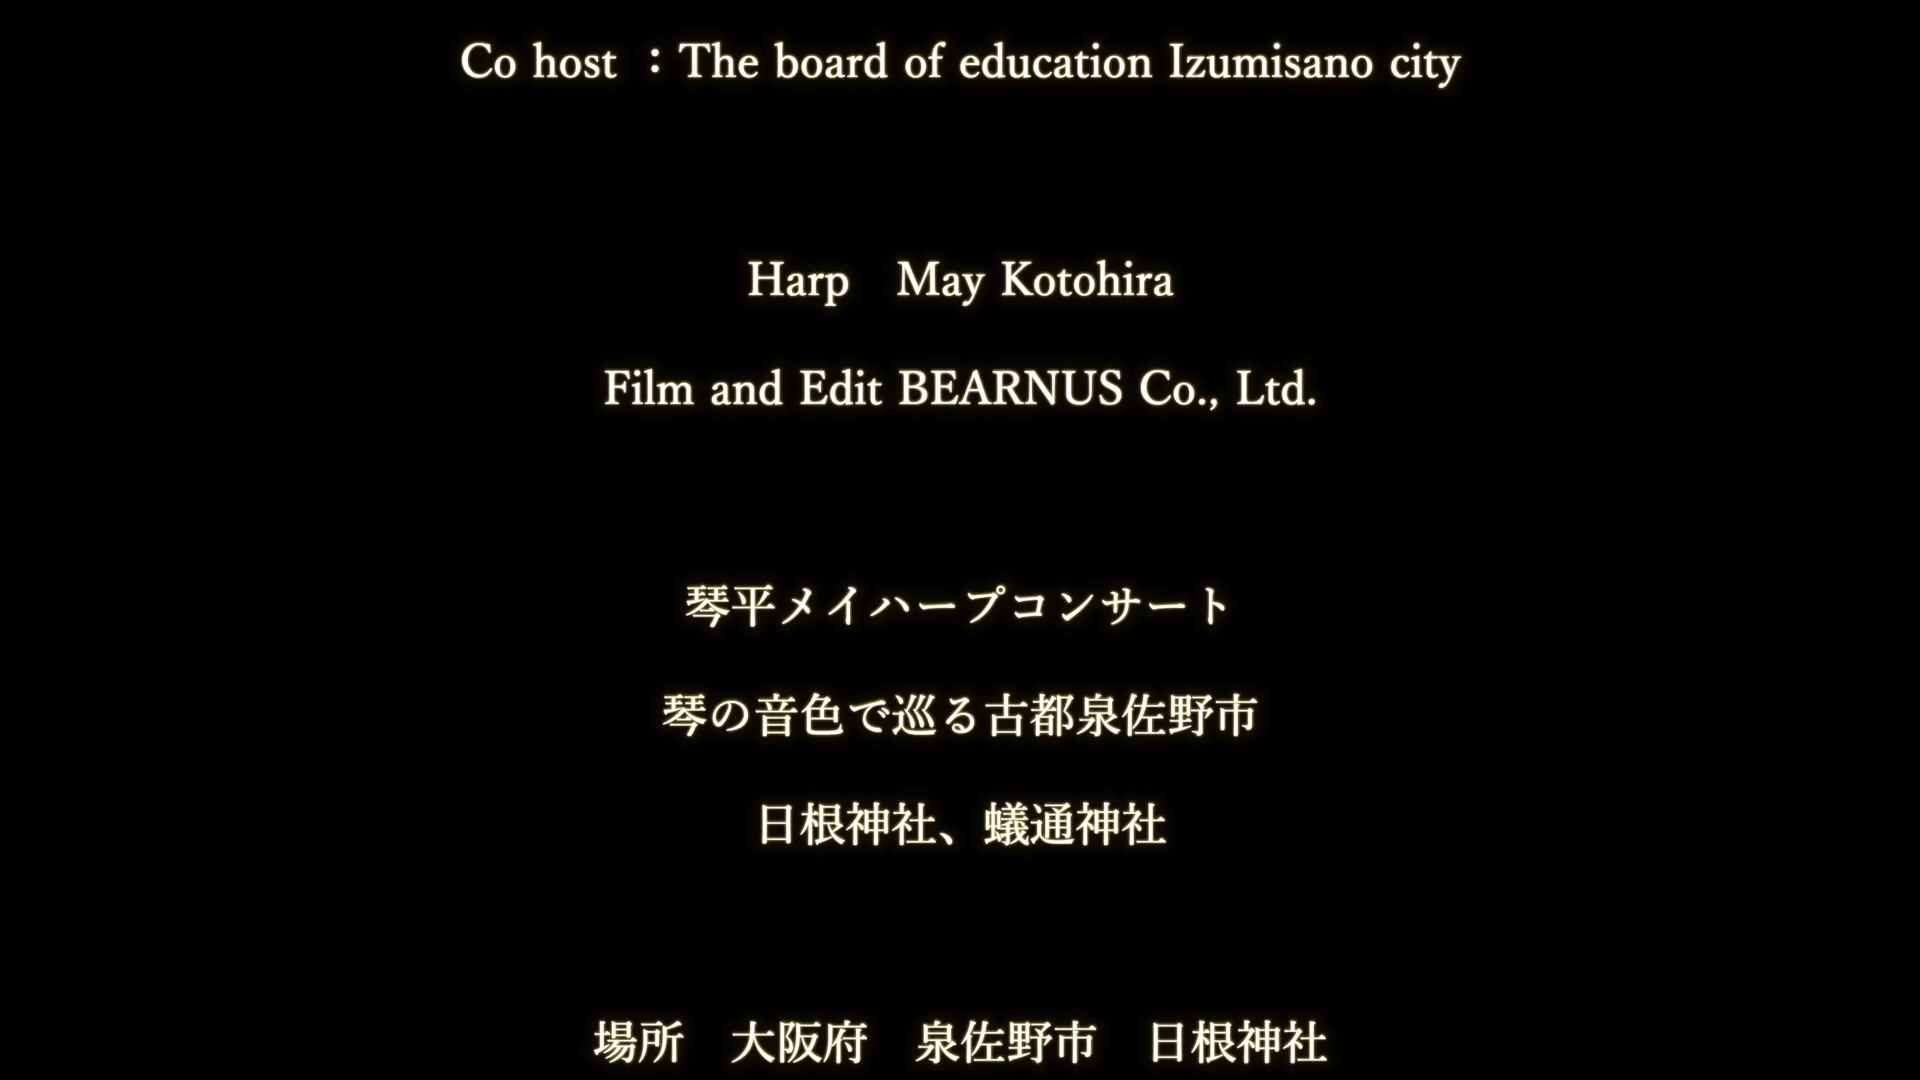 Co host ：The board of education Izumisano city
Harp　May Kotohira
Film and Edit BEARNUS Co., Ltd.
琴平メイハープコンサート
琴の音色で巡る古都泉佐野市
日根神社、蟻通神社
場所　大阪府　泉佐野市　日根神社